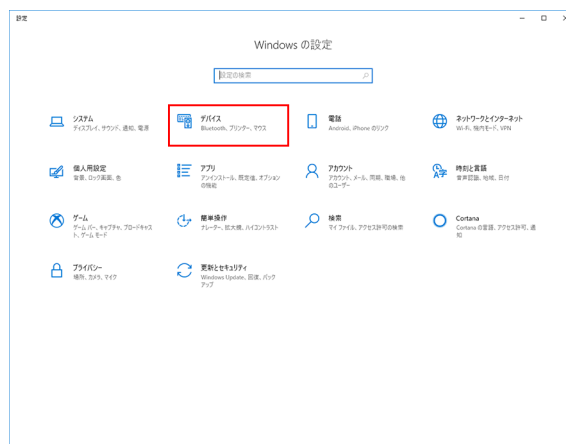 設定
Windows の設定
設定の検索
システム
ディスプレイ、サウンド、通知、電源
デバイス
Bluetooth、プリンター、マウス
電話
Android、iPhone のリンク
ネットワークとインターネット
Wi-Fi、機内モード、VPN
個人用設定
背景、ロック画面、色
アプリ
アンインストール、既定値、オプション
の機能
アカウント
アカウント、メール、同期、職場、他
のユーザー
時刻と言語
音声認識、地域、日付
ゲーム
ゲーム バー、キャプチャ、ブロードキャス
ト、ゲーム モード
簡単操作
ナレーター、拡大鏡、ハイコントラスト
検索
マイ ファイル、アクセス許可の検索
Cortana
Cortana の言語、アクセス許可、通
知
プライバシー
場所、カメラ、マイク
更新とセキュリティ
Windows Update、回復、バック
アップ